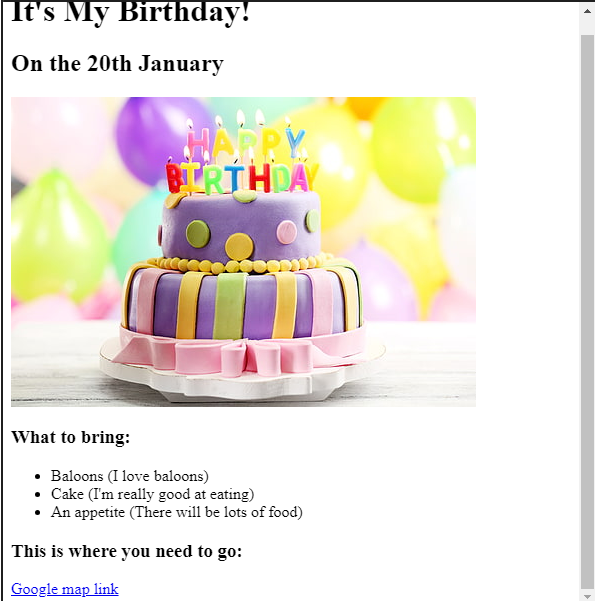 It's My Birthday!
On the 20th January
HAPPY
BIRTHDAY
What to bring:
Baloons (I love baloons)
Cake (I'm really good at eating)
An appetite (There will be lots of food)
This is where you need to go:
Google map link